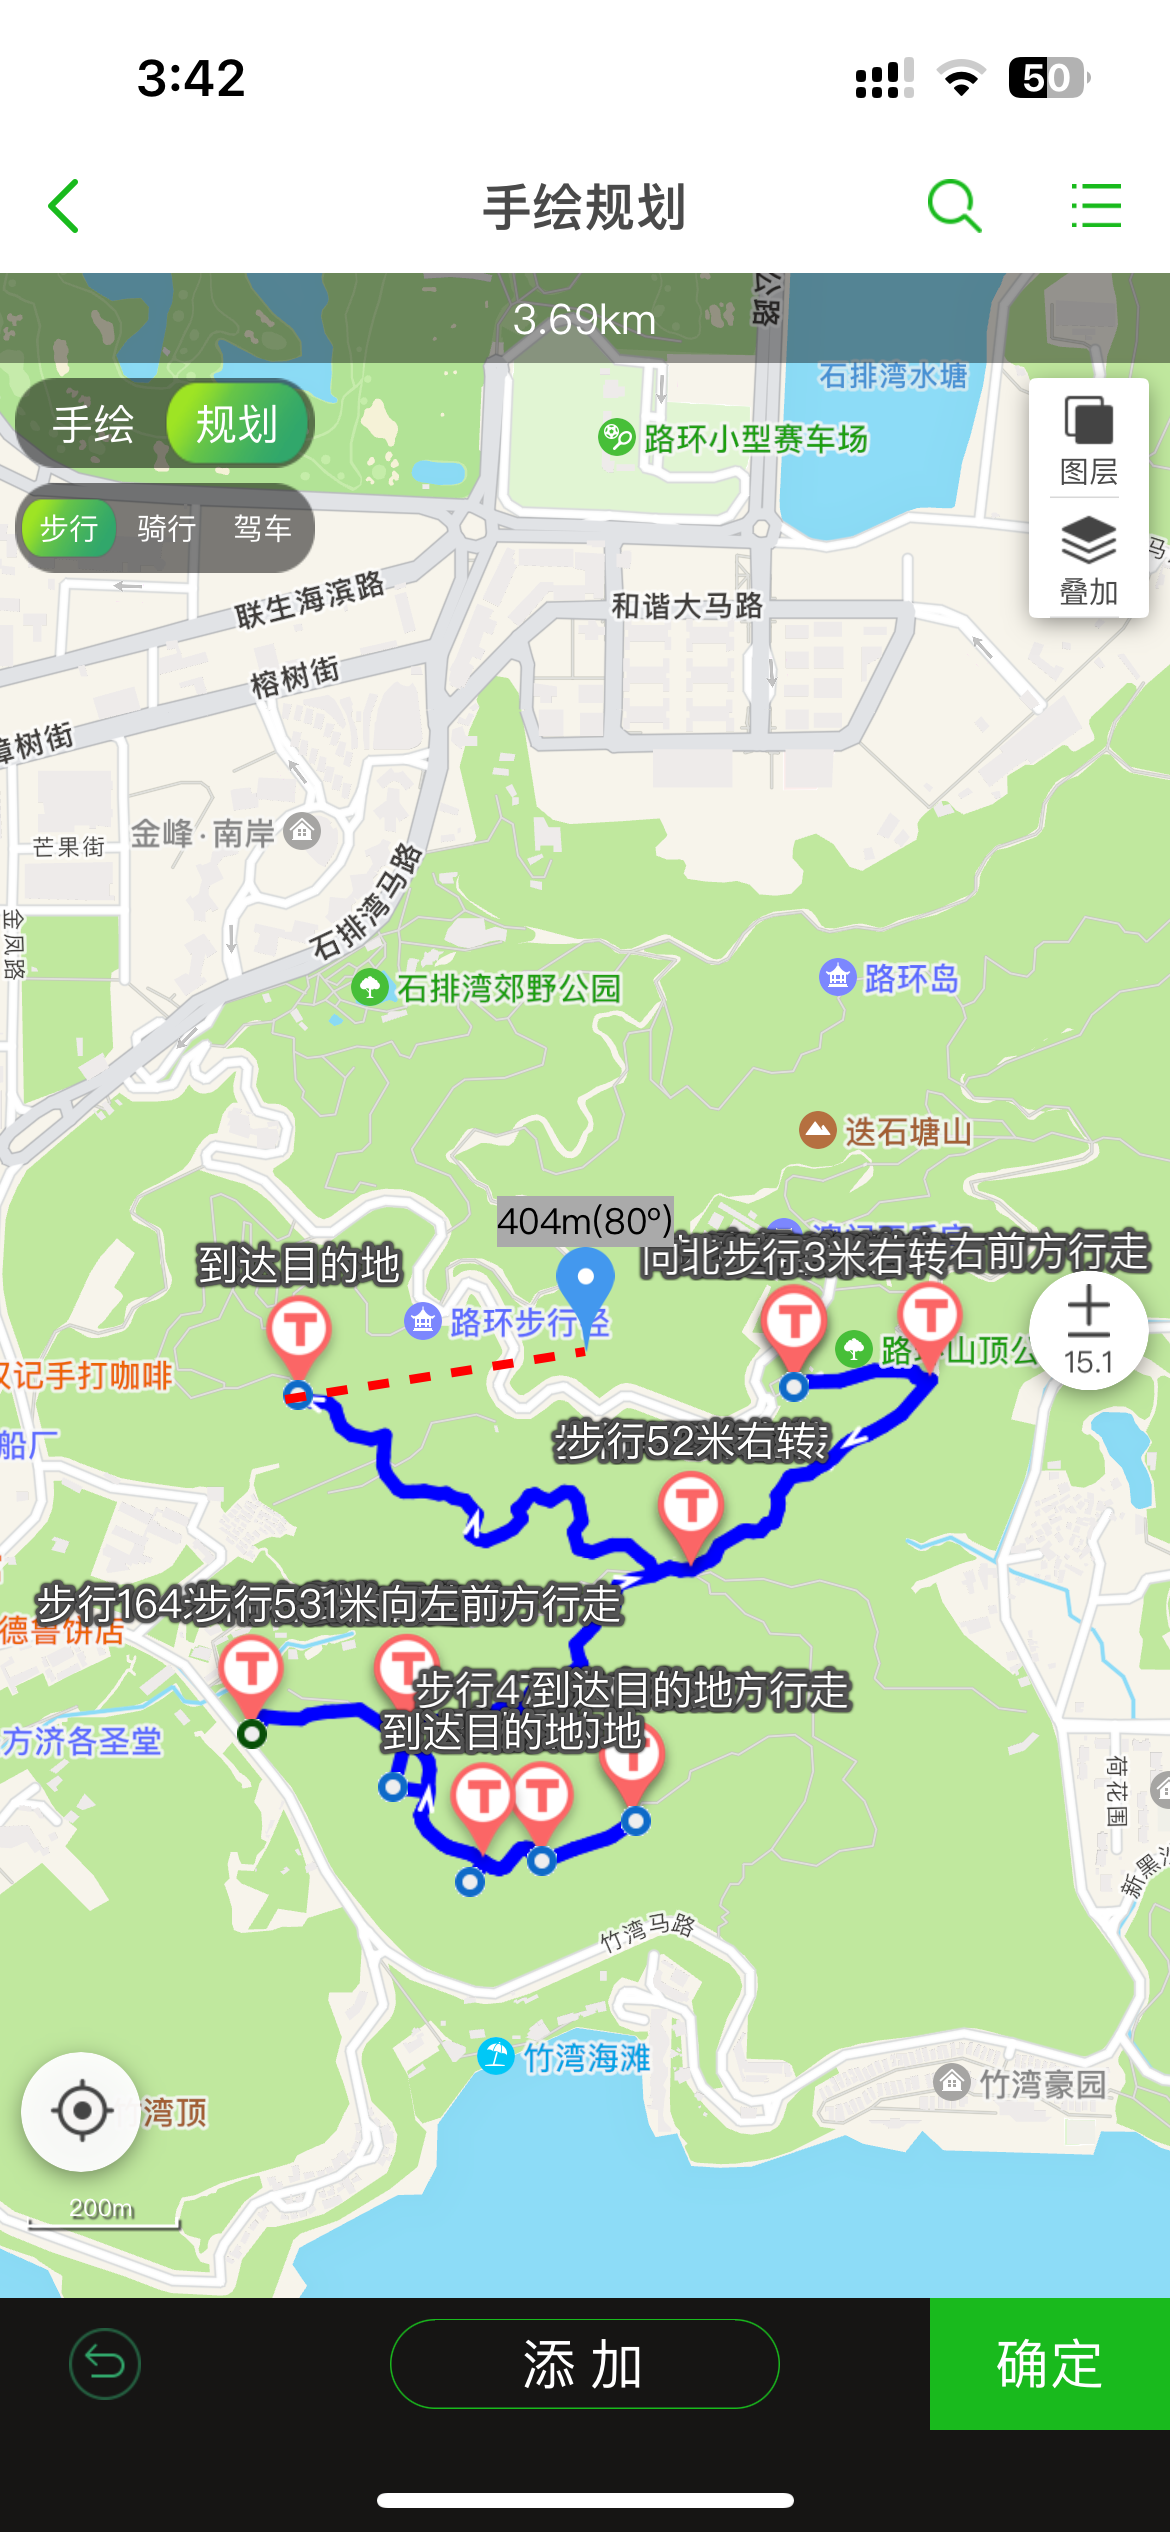 3:42
50
手绘规划
3.69km
公路
石排湾水塘
手绘 规划
路环小型赛车场
图层
步行 骑行 驾车
叠加
联生海滨路
和谐大马路
榕树街
樟树街
芒果街
金峰·南岸
石排湾马路
金凤路
石排湾郊野公园
路环岛
迭石塘山
404m(80°)
到达目的地
向北步行3米右转
右前方行走
路环步行径
路环山顶公
汉记手打咖啡
15.1
船厂
步行52米右转
步行164
步行531米向左前方行走
德鲁饼店
步行4
到达目的地
方行走
方济各圣堂
到达目的地
的地
荷花围
新黑沙
竹湾马路
竹湾海滩
竹湾豪园
湾顶
200m
添加
确定